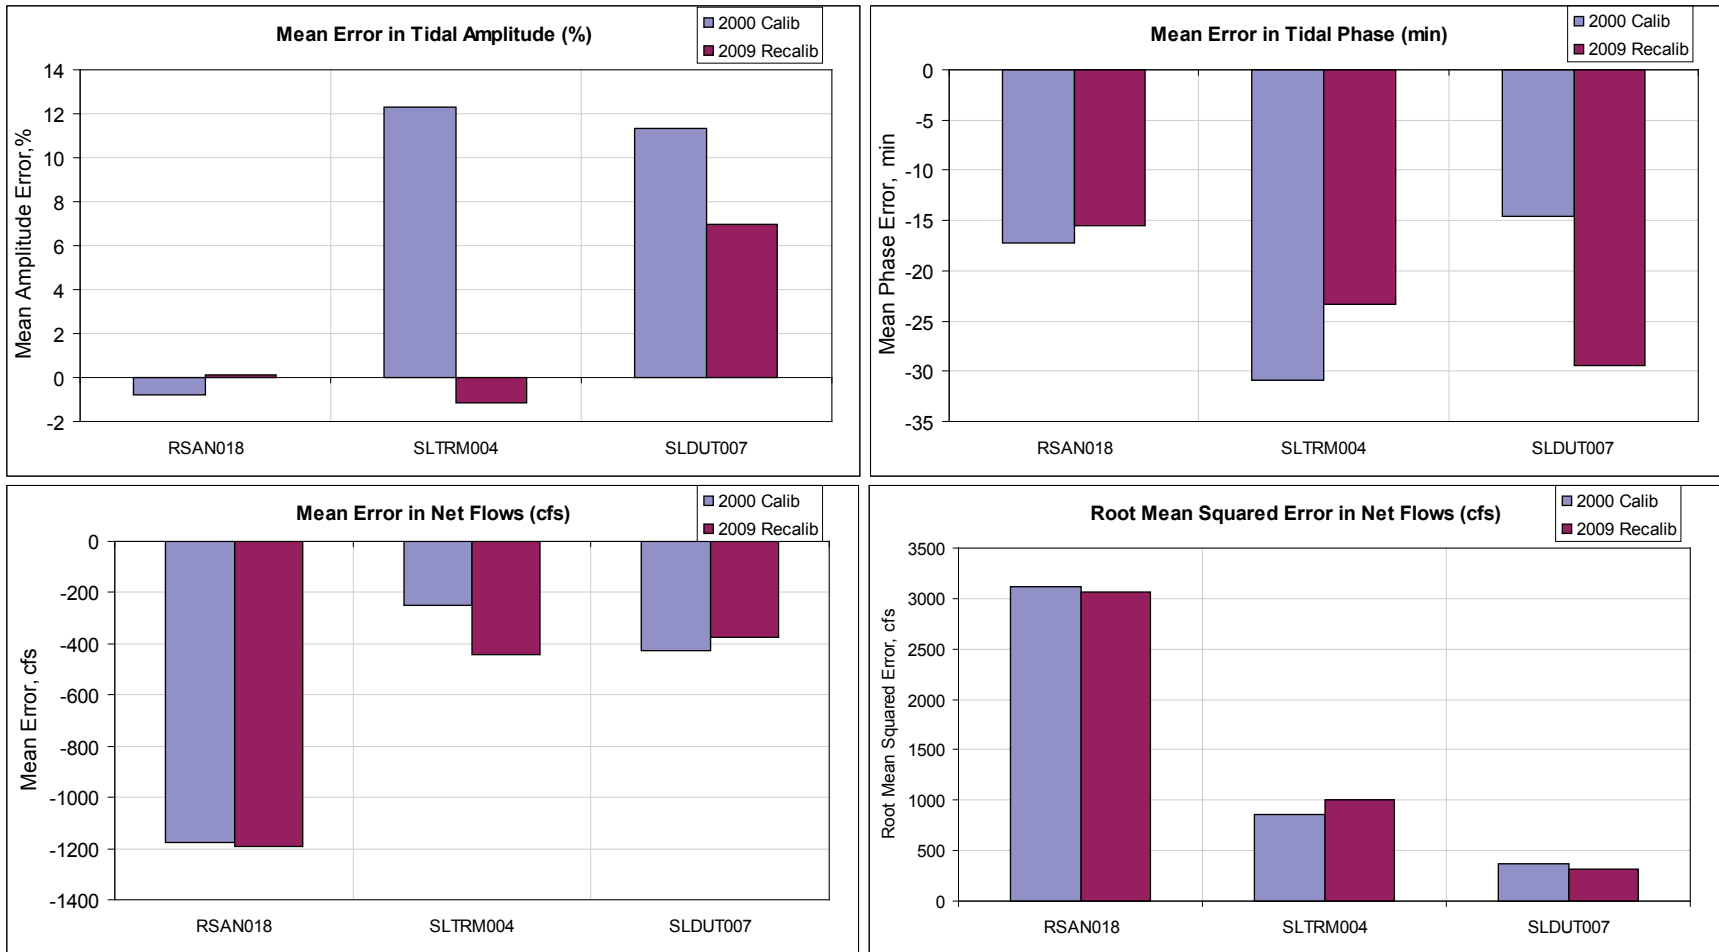 Mean Error in Tidal Amplitude (%)
2000 Calib
2009 Recalib
Mean Amplitude Error,%
14
12
10
8
6
4
2
0
-2
RSAN018 SLTRM004 SLDUT007
Mean Error in Tidal Phase (min)
2000 Calib
2009 Recalib
Mean Phase Error, min
0
-5
-10
-15
-20
-25
-30
-35
RSAN018 SLTRM004 SLDUT007
Mean Error in Net Flows (cfs)
2000 Calib
2009 Recalib
Mean Error, cfs
0
-200
-400
-600
-800
-1000
-1200
-1400
RSAN018 SLTRM004 SLDUT007
Root Mean Squared Error in Net Flows (cfs)
2000 Calib
2009 Recalib
Root Mean Squared Error, cfs
3500
3000
2500
2000
1500
1000
500
0
RSAN018 SLTRM004 SLDUT007